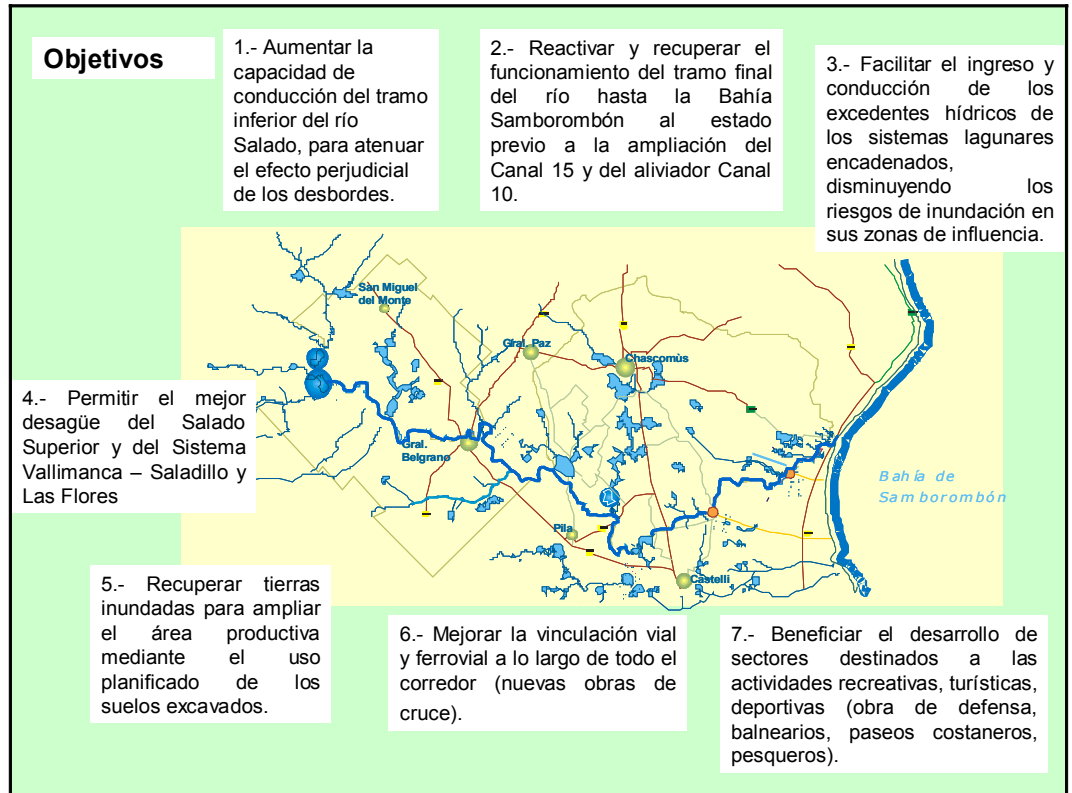 Objetivos
1.- Aumentar la
capacidad de
conducción del tramo
inferior del río
Salado, para atenuar
el efecto perjudicial
de los desbordes.
2.- Reactivar y recuperar el
funcionamiento del tramo final
del río hasta la Bahía
Samborombón al estado
previo a la ampliación del
Canal 15 y del aliviador Canal
10.
3.- Facilitar el ingreso y
conducción de los
excedentes hídricos de
los sistemas lagunares
encadenados,
disminuyendo los
riesgos de inundación en
sus zonas de influencia.
San Miguel
del Monte
Gral. Paz
Chascomùs
Gral.
Belgrano
Pila
Castelli
Bahía de
Samborombón
4.- Permitir el mejor
desagüe del Salado
Superior y del Sistema
Vallimanca – Saladillo y
Las Flores
5.- Recuperar tierras
inundadas para ampliar
el área productiva
mediante el uso
planificado de los
suelos excavados.
6.- Mejorar la vinculación vial
y ferrovial a lo largo de todo el
corredor (nuevas obras de
cruce).
7.- Beneficiar el desarrollo de
sectores destinados a las
actividades recreativas, turísticas,
deportivas (obra de defensa,
balnearios, paseos costaneros,
pesqueros).